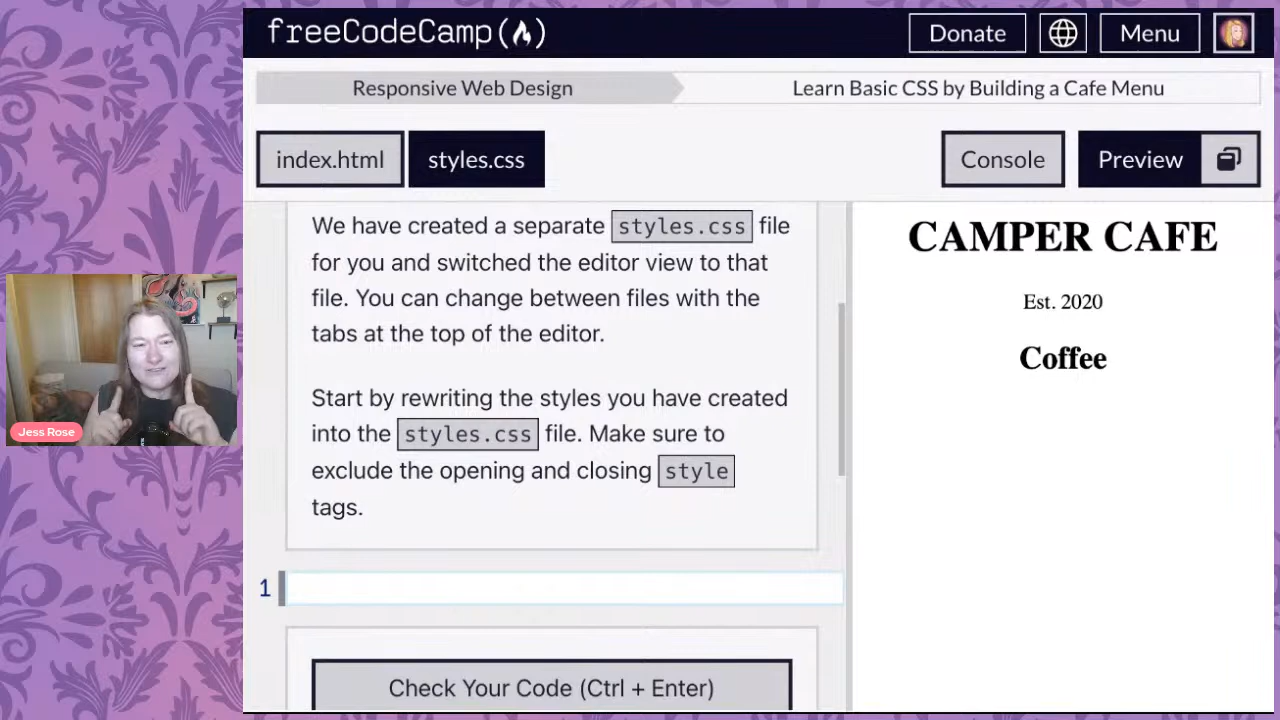 freeCodeCamp(🔥)
Donate
Menu
Responsive Web Design
Learn Basic CSS by Building a Cafe Menu
index.html
styles.css
Console
Preview
We have created a separate styles.css file
for you and switched the editor view to that
file. You can change between files with the
tabs at the top of the editor.
Start by rewriting the styles you have created
into the styles.css file. Make sure to
exclude the opening and closing style
tags.
1
Check Your Code (Ctrl + Enter)
CAMPER CAFE
Est. 2020
Coffee
Jess Rose